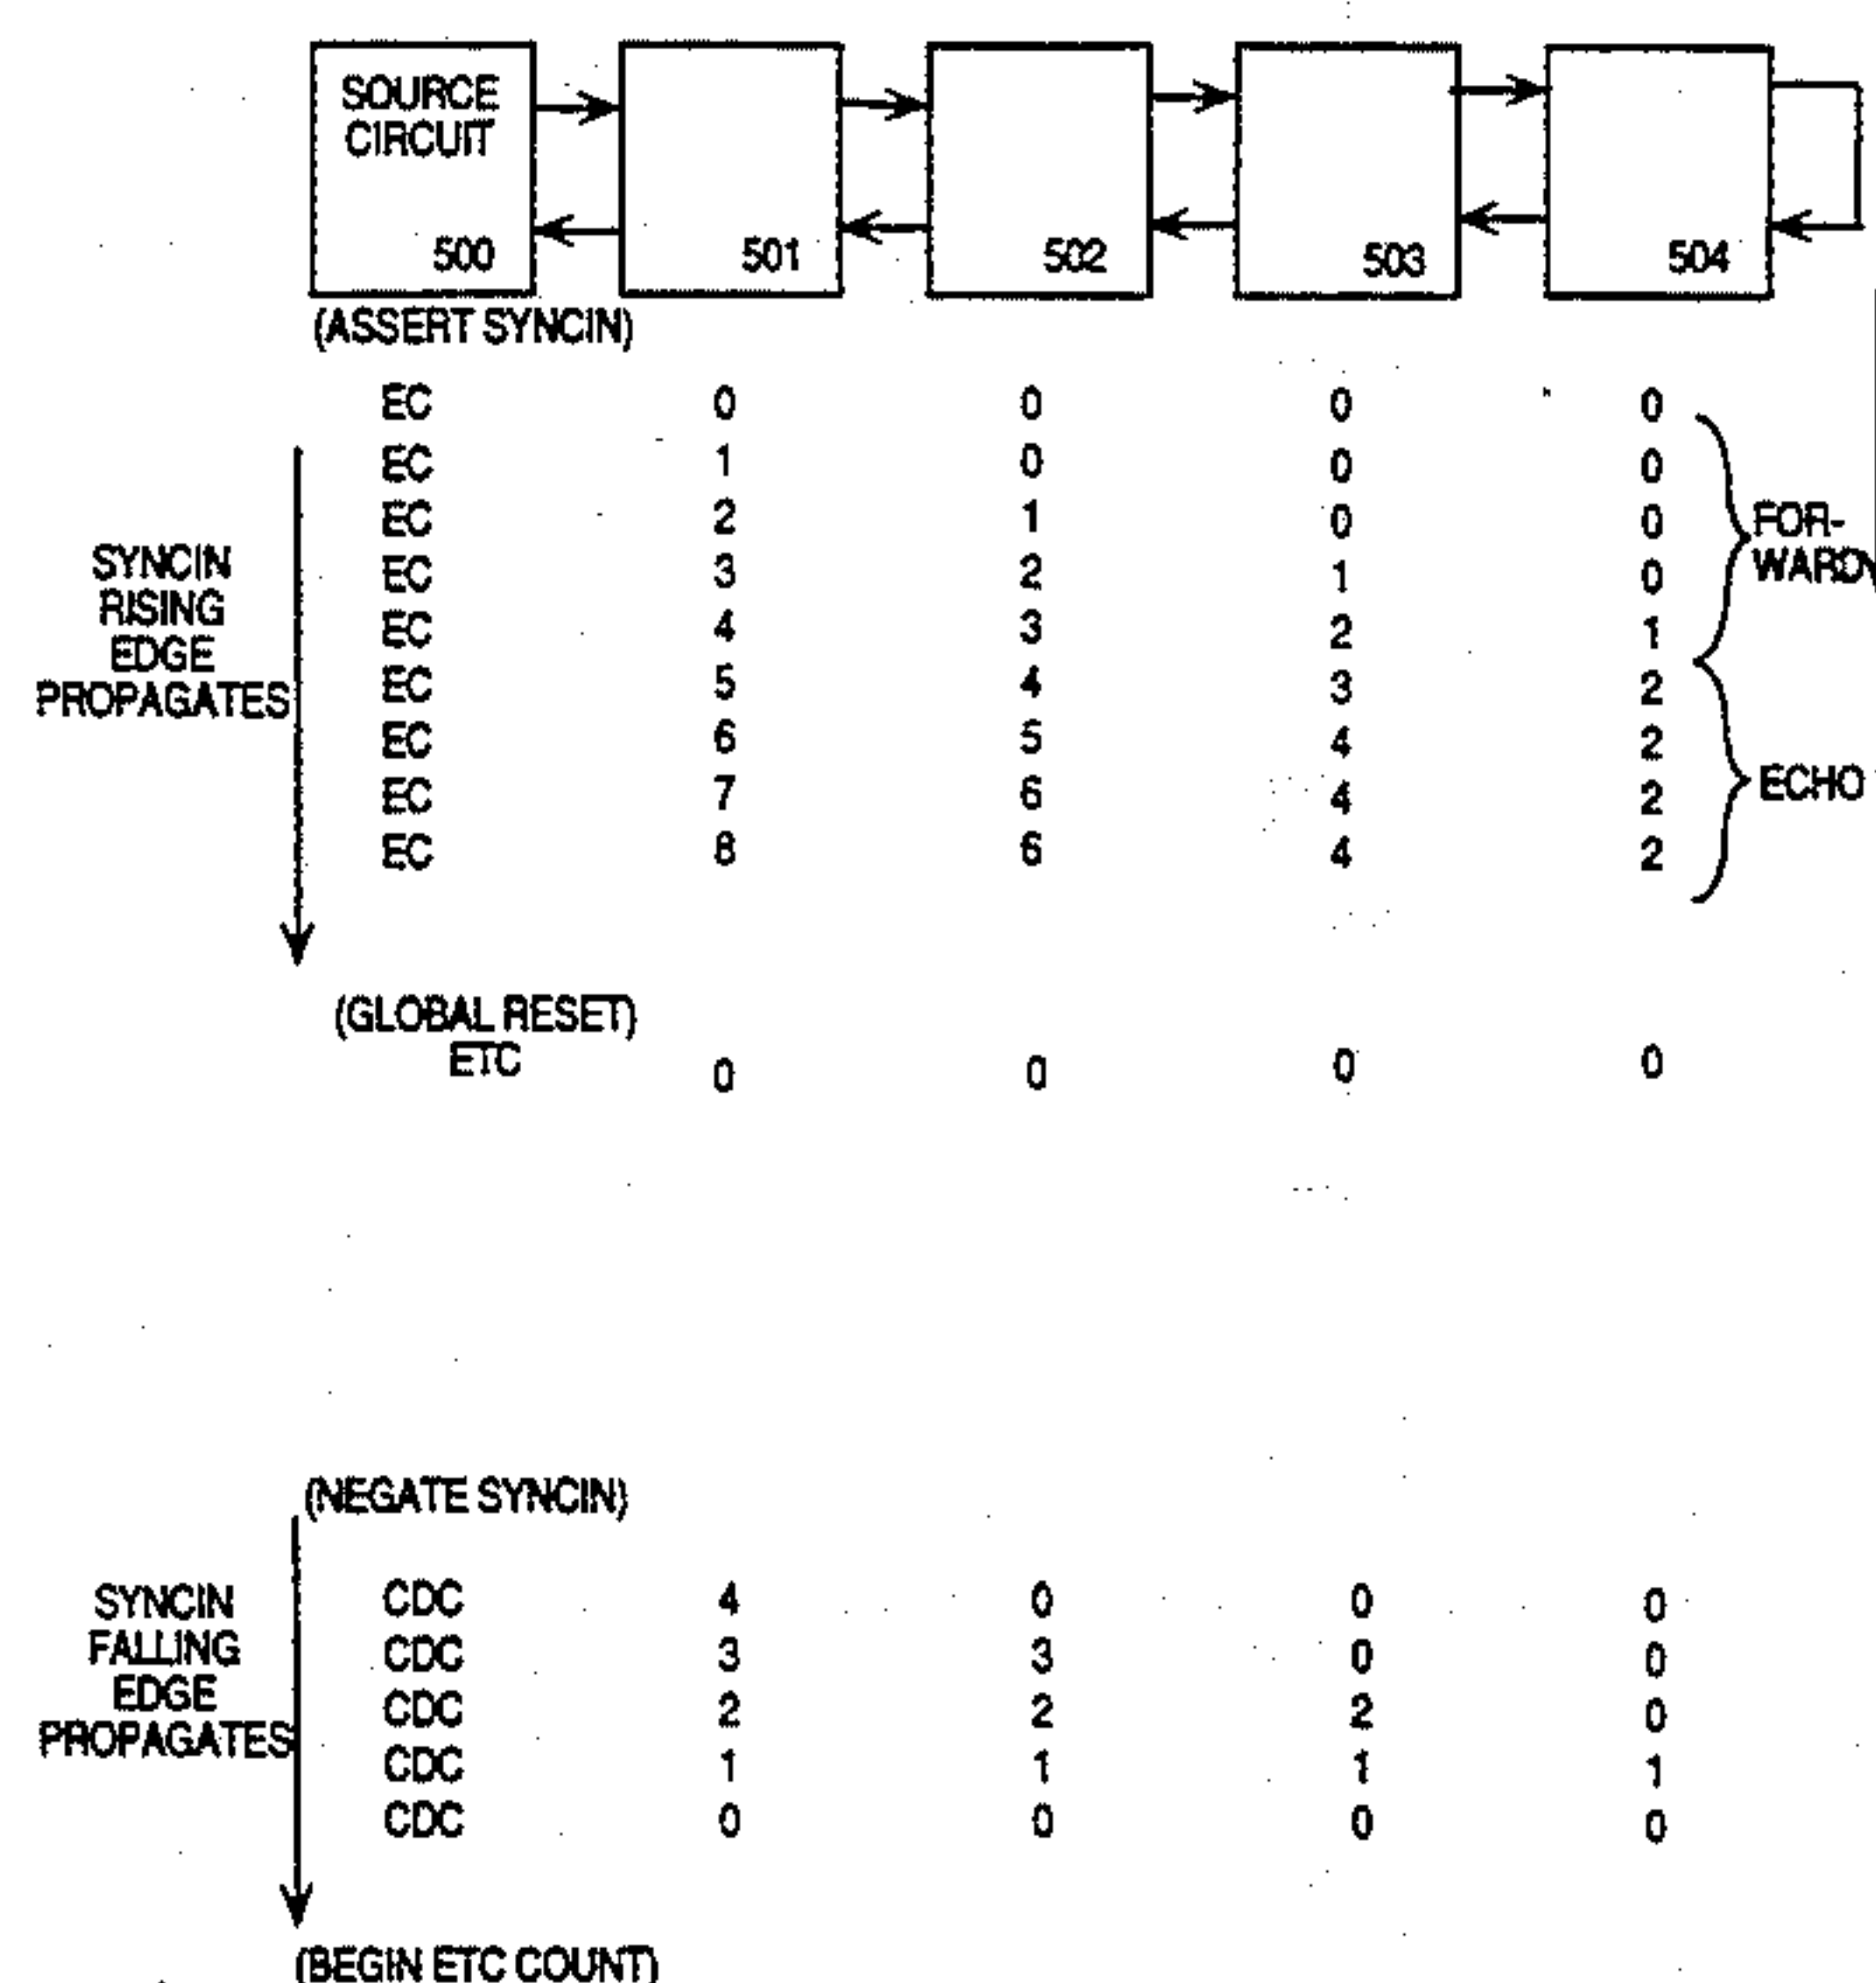 SOURCE
CIRCUIT
500
501
502
503
504
(ASSERT SYNCIN)
EC 0 0 0 0
EC 1 0 0 0
EC 2 1 0 0
EC 3 2 1 0
EC 4 3 2 1
EC 5 4 3 2
EC 6 5 4 2
EC 7 6 4 2
EC 8 6 4 2
SYNCIN
RISING
EDGE
PROPAGATES
FOR-
WARD
ECHO
(GLOBAL RESET)
ETC 0 0 0 0
(NEGATE SYNCIN)
SYNCIN
FALLING
EDGE
PROPAGATES
CDC 4 0 0 0
CDC 3 3 0 0
CDC 2 2 2 0
CDC 1 1 1 1
CDC 0 0 0 0
(BEGIN ETC COUNT)